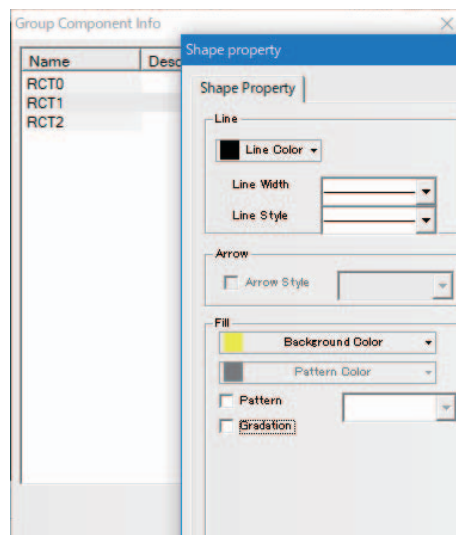 Group Component Info
Name
Desc
RCT0
RCT1
RCT2
Shape property
Shape Property
Line
Line Color
Line Width
Line Style
Arrow
Arrow Style
Fill
Background Color
Pattern Color
Pattern
Gradation